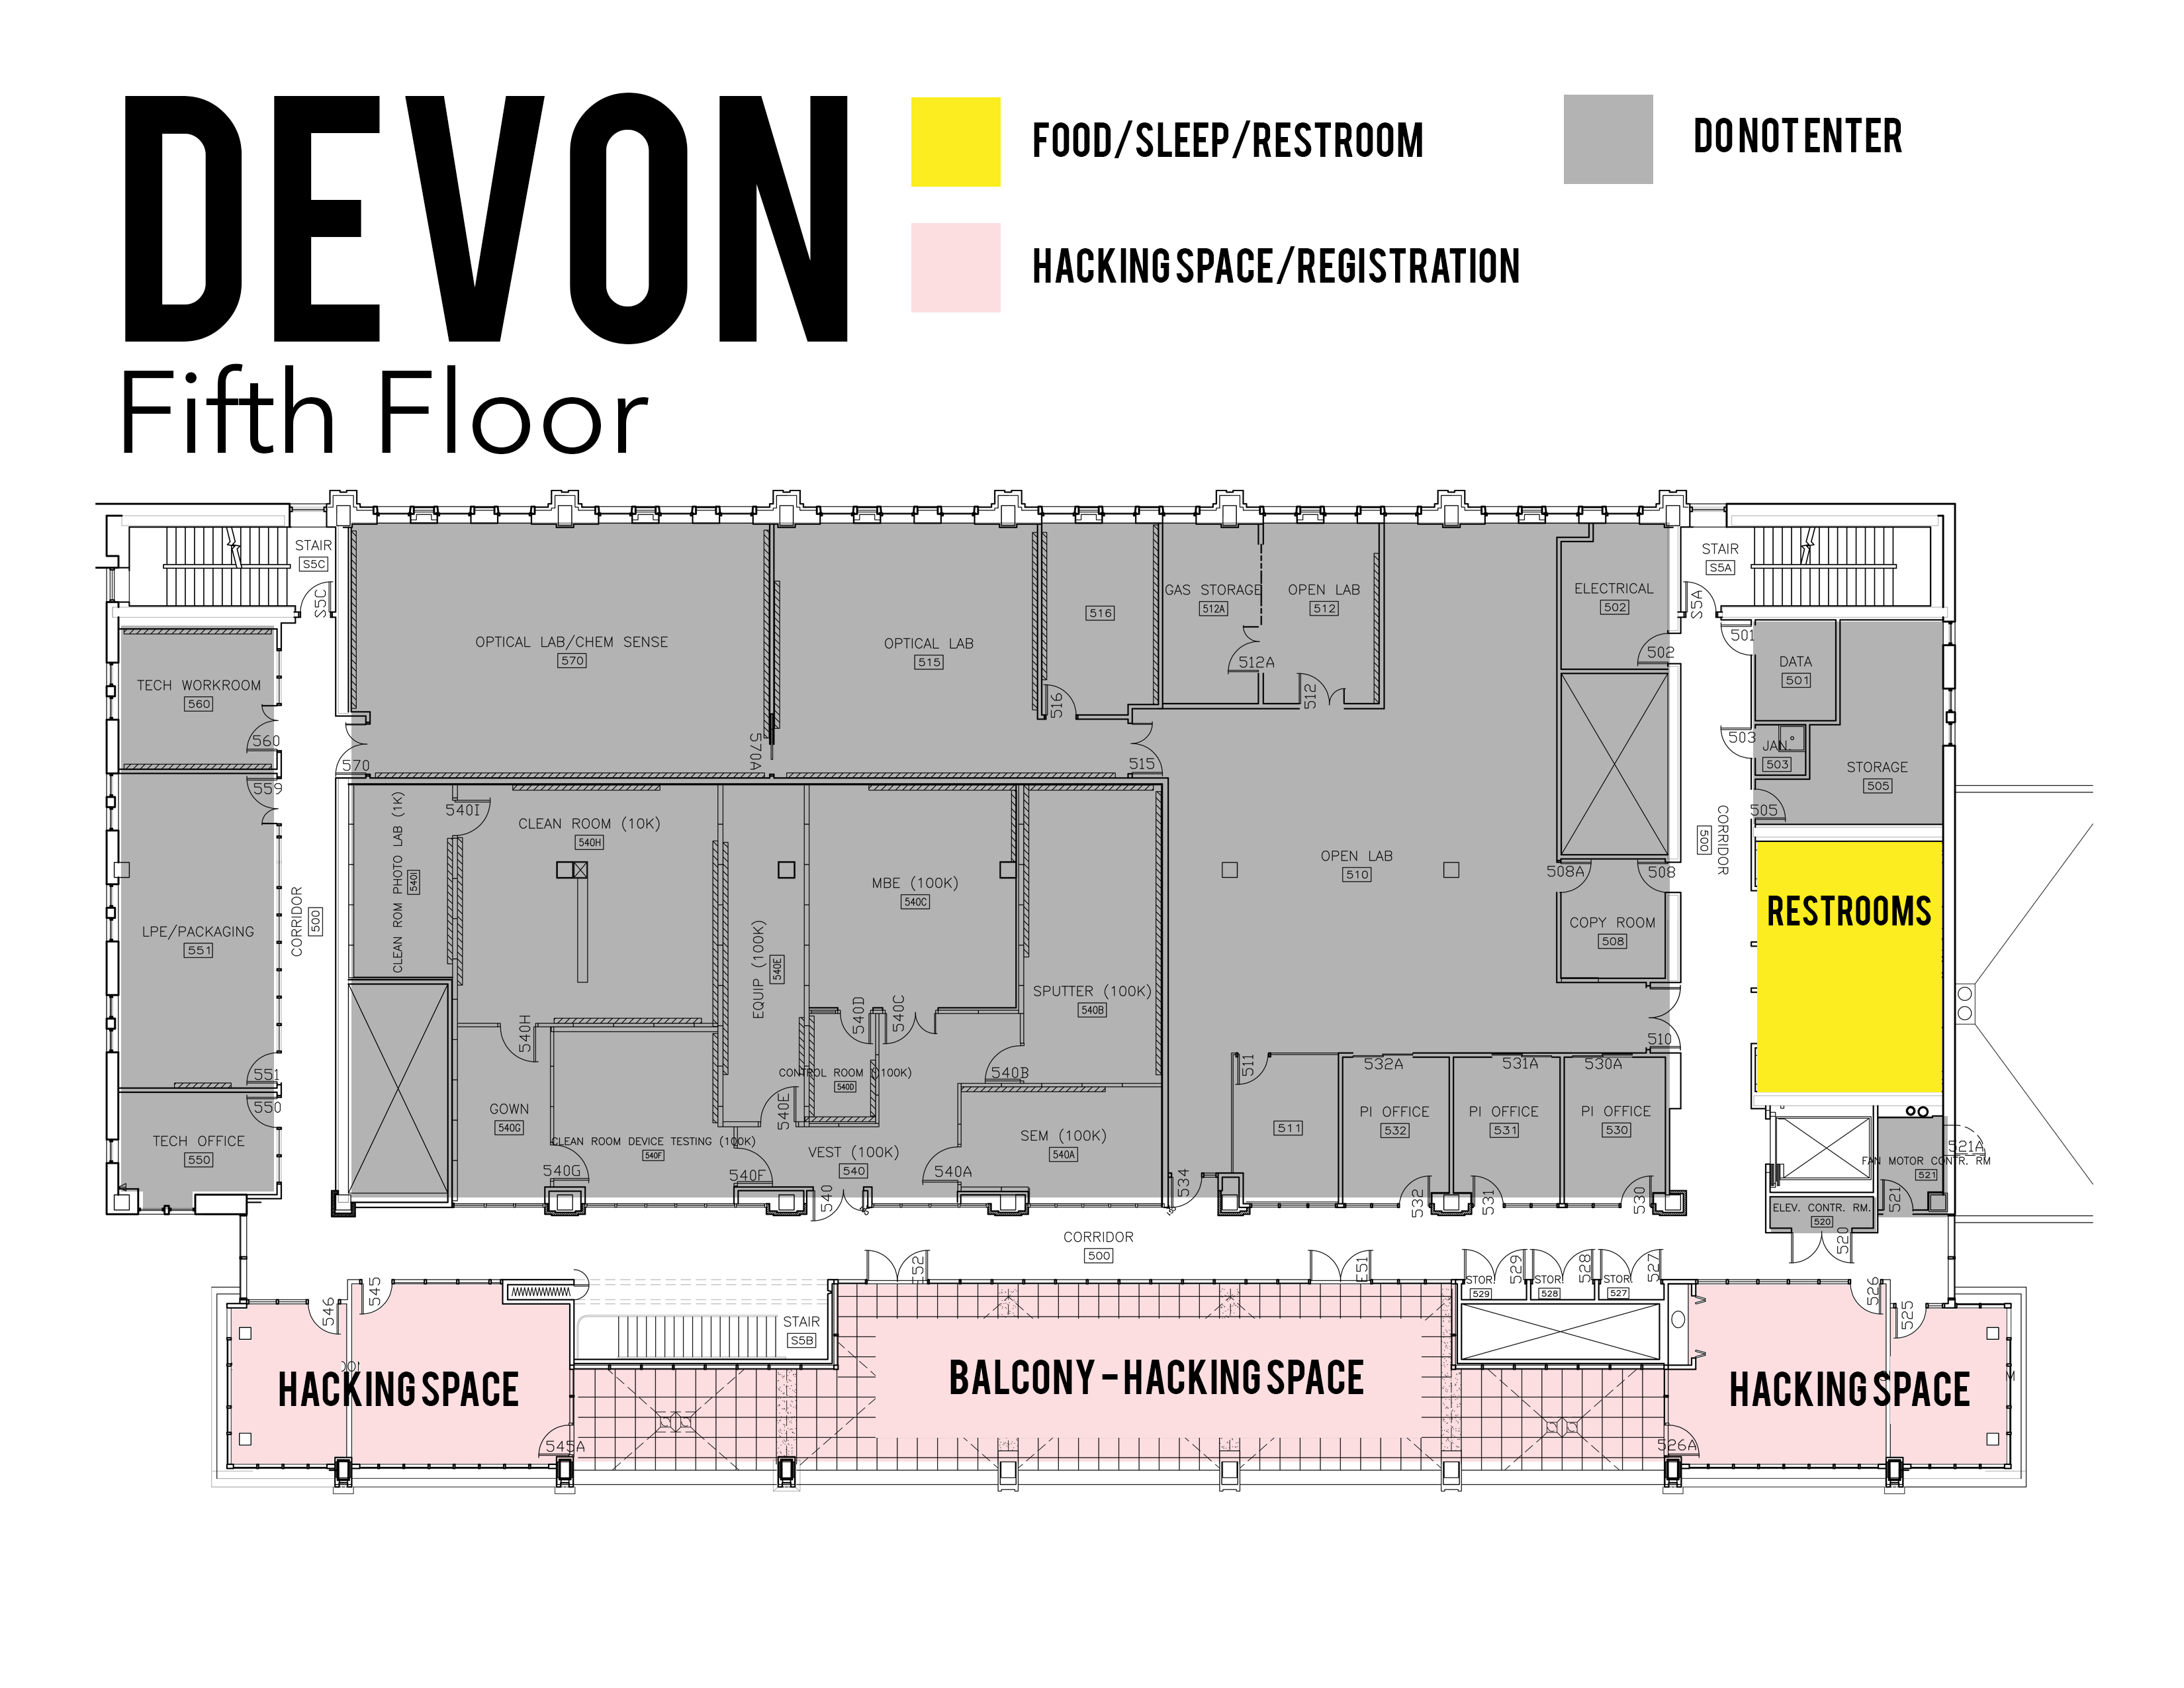 DEVON
Fifth Floor
FOOD/SLEEP/RESTROOM
DO NOT ENTER
HACKING SPACE/REGISTRATION
STAIR
S5C
S5C
STAIR
S5A
S5A
OPTICAL LAB/CHEM SENSE
570
570
570A
OPTICAL LAB
515
515
516
516
GAS STORAGE
512A
512A
OPEN LAB
512
512
ELECTRICAL
502
502
501
DATA
501
503
JAN.
503
STORAGE
505
505
TECH WORKROOM
560
560
559
LPE/PACKAGING
551
551
550
TECH OFFICE
550
CORRIDOR
500
CLEAN ROM PHOTO LAB (1K)
540I
540I
CLEAN ROOM (10K)
540H
540H
EQUIP (100K)
540E
540E
MBE (100K)
540C
540C
540D
CONTROL ROOM (100K)
540D
SPUTTER (100K)
540B
540B
GOWN
540G
540G
CLEAN ROOM DEVICE TESTING (100K)
540F
540F
VEST (100K)
540
540
SEM (100K)
540A
540A
534
OPEN LAB
510
510
508A
508
COPY ROOM
508
CORRIDOR
500
RESTROOMS
511
511
532A
PI OFFICE
532
532
531A
PI OFFICE
531
531
530A
PI OFFICE
530
530
521A
FAN MOTOR CONTR. RM
521
521
ELEV. CONTR. RM.
520
520
CORRIDOR
500
E52
E51
STOR.
529
529
STOR.
528
528
STOR.
527
527
546
545
STAIR
S5B
526
525
HACKING SPACE
BALCONY - HACKING SPACE
HACKING SPACE
545A
526A